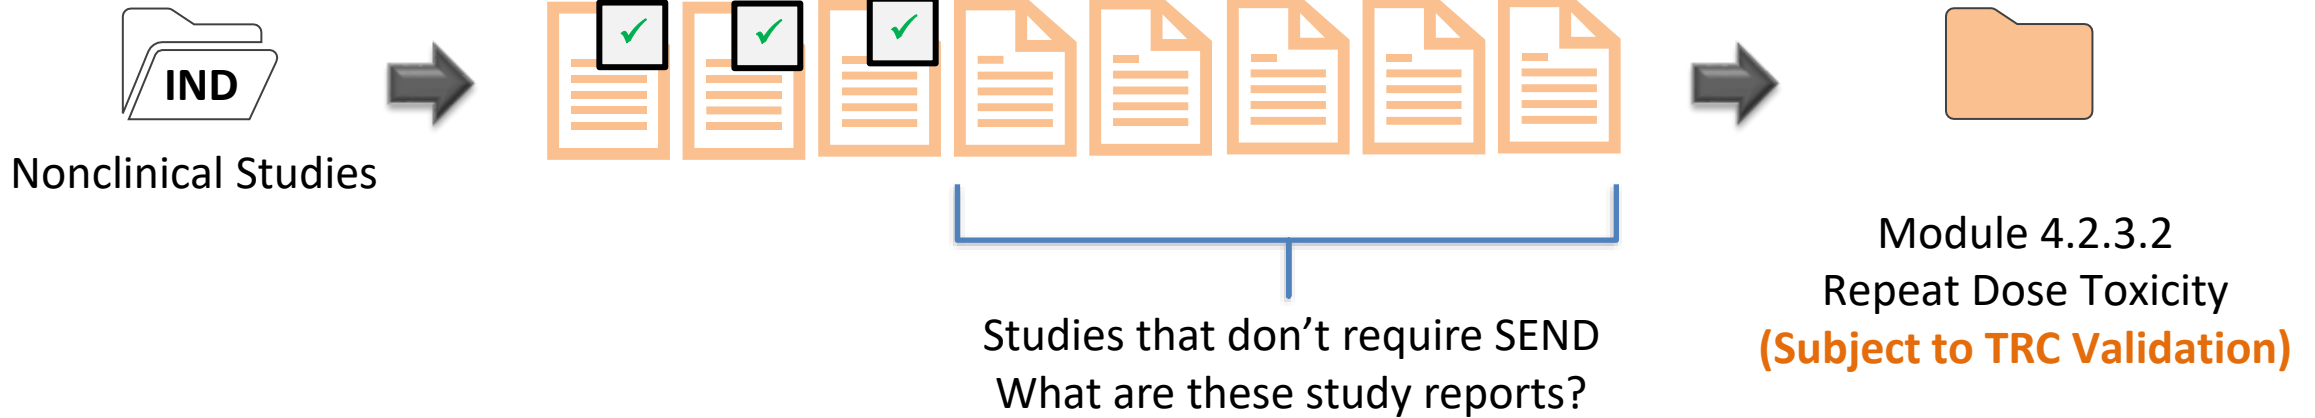 IND
Nonclinical Studies
Studies that don’t require SEND
What are these study reports?
Module 4.2.3.2
Repeat Dose Toxicity
(Subject to TRC Validation)